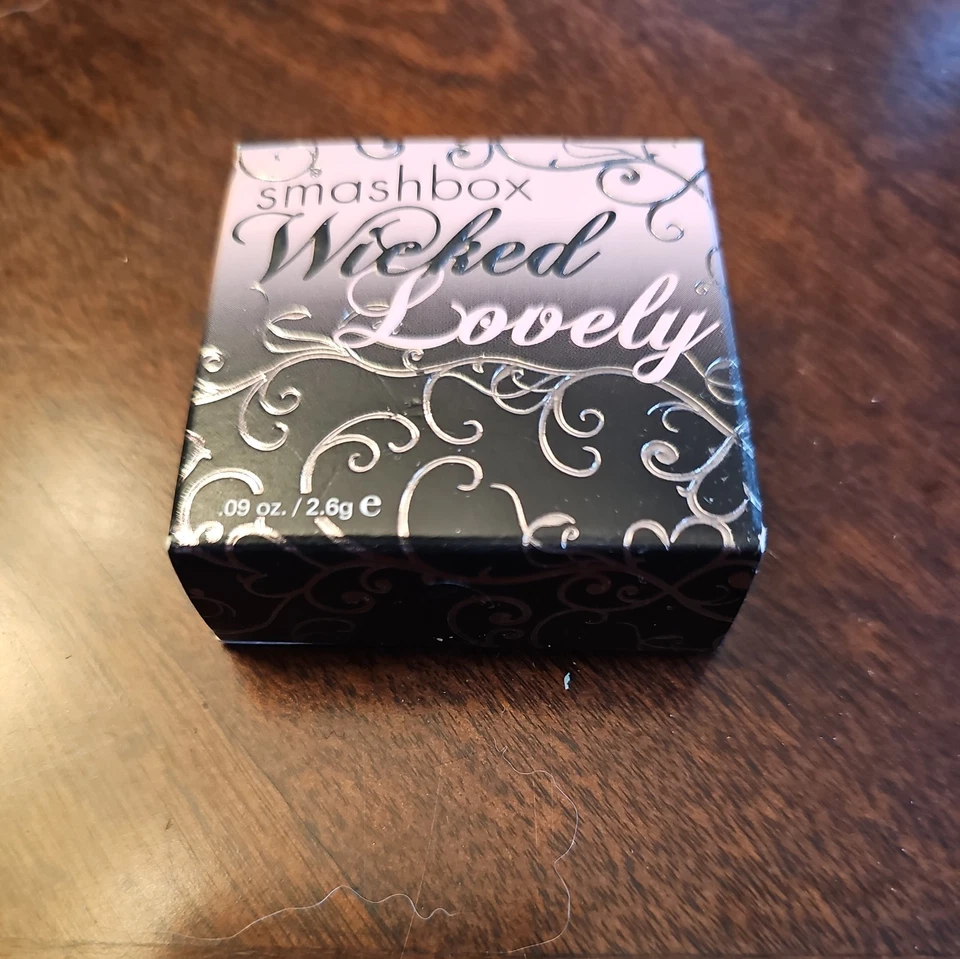 smashbox
Wicked
Lovely
.09 oz. / 2.6g e